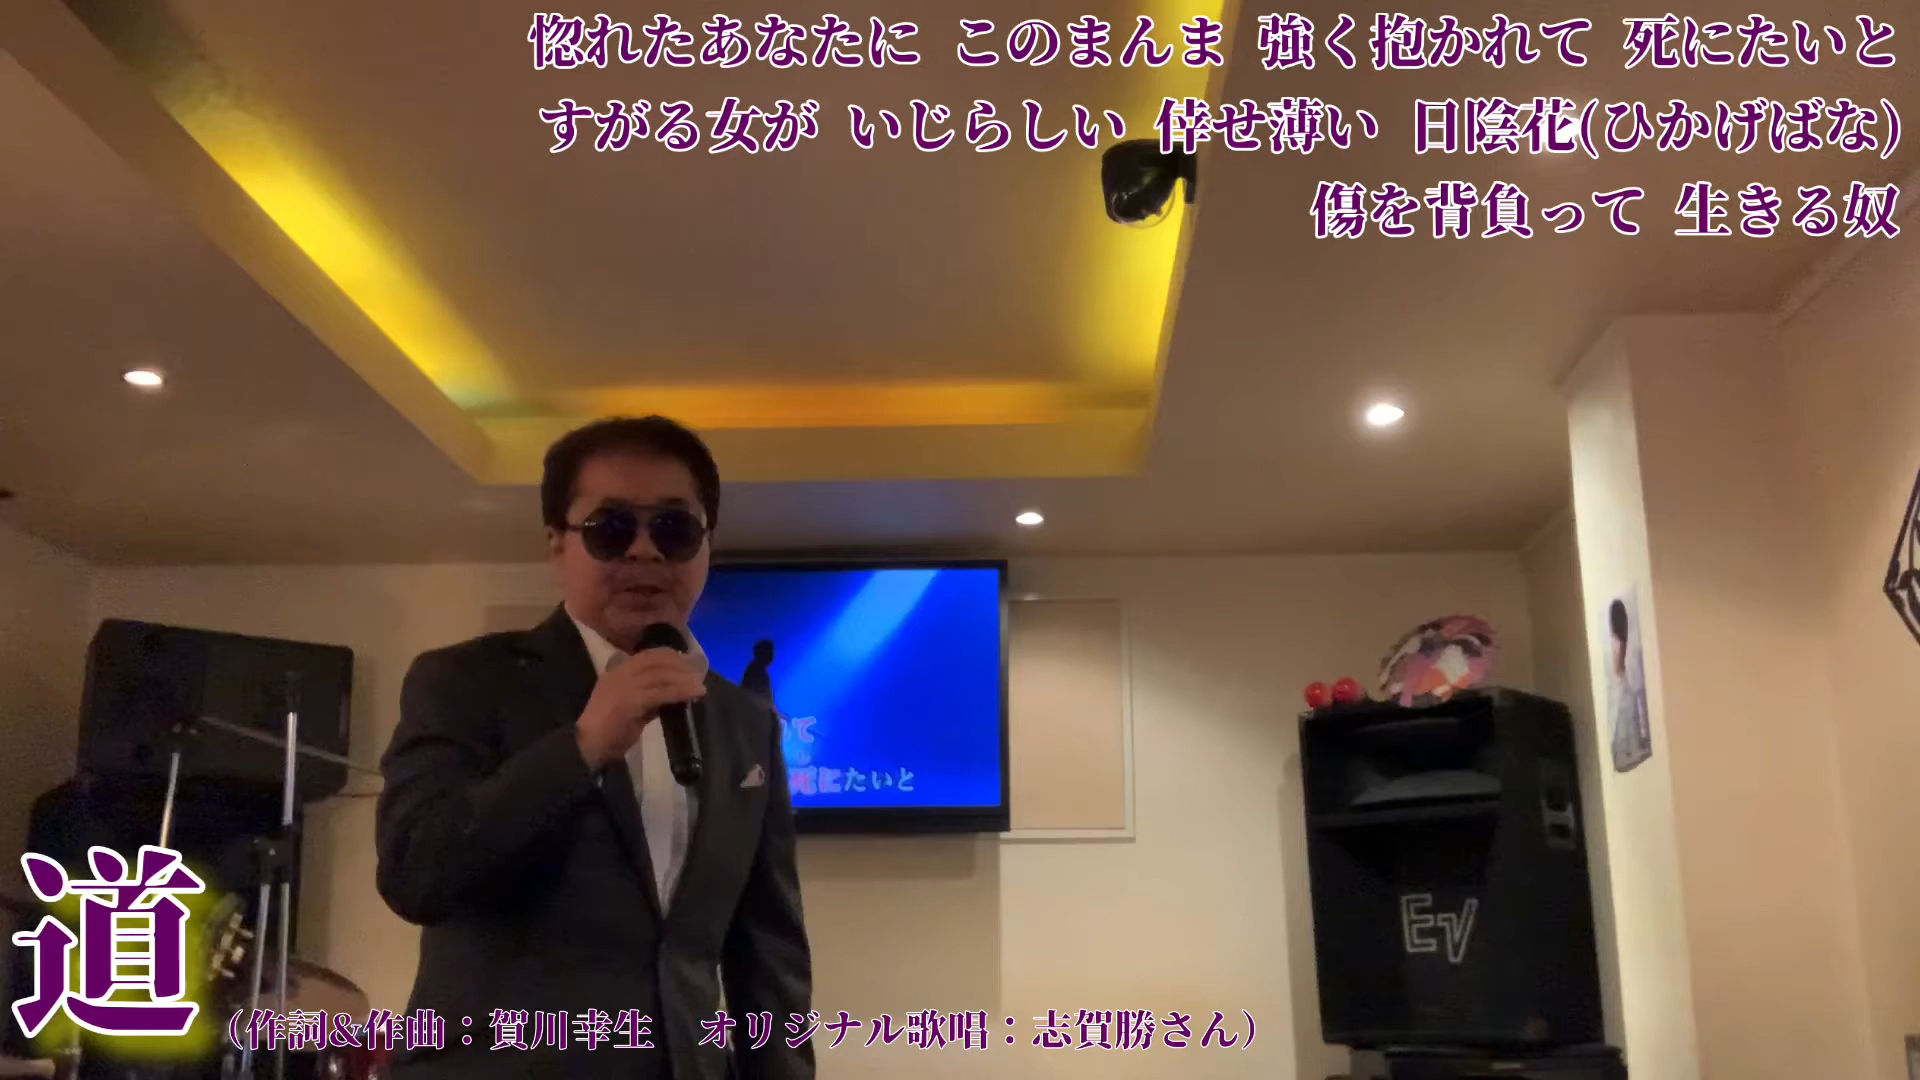 惚れたあなたに このまんま 強く抱かれて 死にたいと
すがる女が いじらしい 倖せ薄い 日陰花(ひかげばな)
傷を背負って 生きる奴
て
死にたいと
EV
道
（作詞&作曲：賀川幸生　オリジナル歌唱：志賀勝さん）